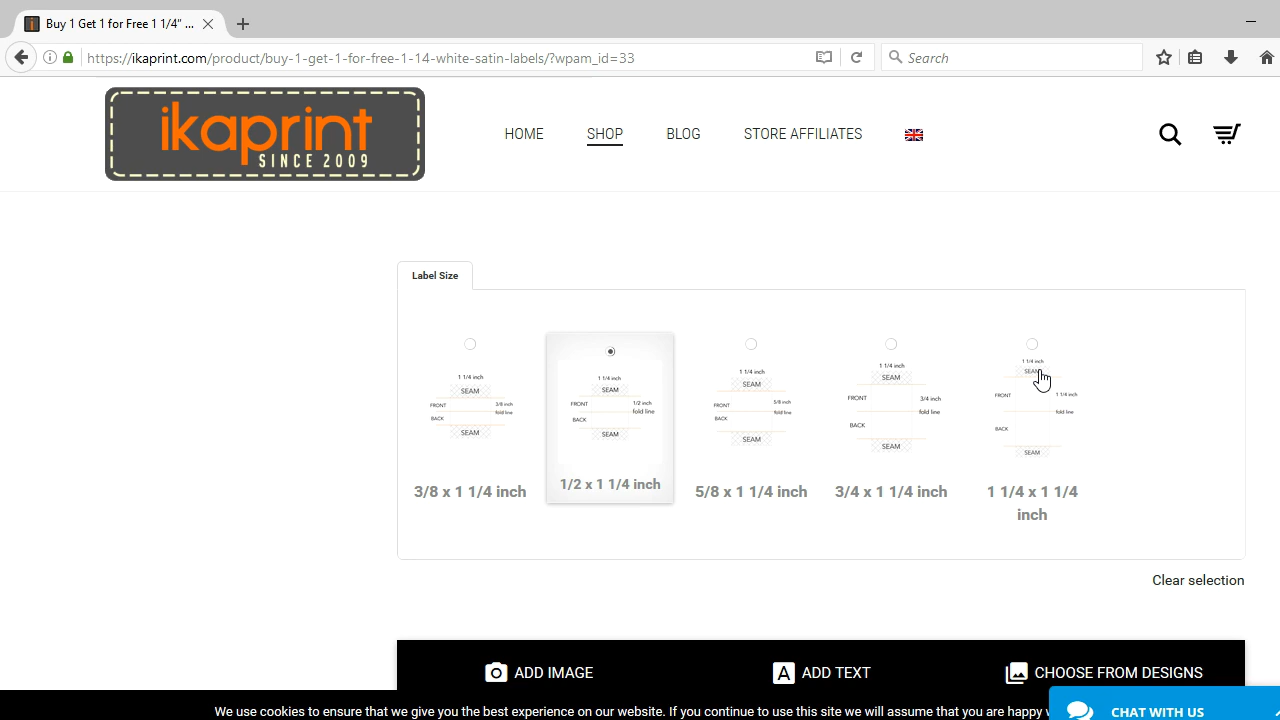 Buy 1 Get 1 for Free 1 1/4" ...
https://ikaprint.com/product/buy-1-get-1-for-free-1-14-white-satin-labels/?wpam_id=33
Search
ikaprint
SINCE 2009
HOME
SHOP
BLOG
STORE AFFILIATES
Label Size
1 1/4 inch
SEAM
FRONT
3/8 inch
fold line
BACK
SEAM
3/8 x 1 1/4 inch
1 1/4 inch
SEAM
FRONT
1/2 inch
fold line
BACK
SEAM
1/2 x 1 1/4 inch
1 1/4 inch
SEAM
FRONT
5/8 inch
fold line
BACK
SEAM
5/8 x 1 1/4 inch
1 1/4 inch
SEAM
FRONT
3/4 inch
fold line
BACK
SEAM
3/4 x 1 1/4 inch
1 1/4 inch
SEAM
FRONT
1 1/4 inch
fold line
BACK
SEAM
1 1/4 x 1 1/4
inch
Clear selection
ADD IMAGE
A ADD TEXT
CHOOSE FROM DESIGNS
We use cookies to ensure that we give you the best experience on our website. If you continue to use this site we will assume that you are happy
CHAT WITH US